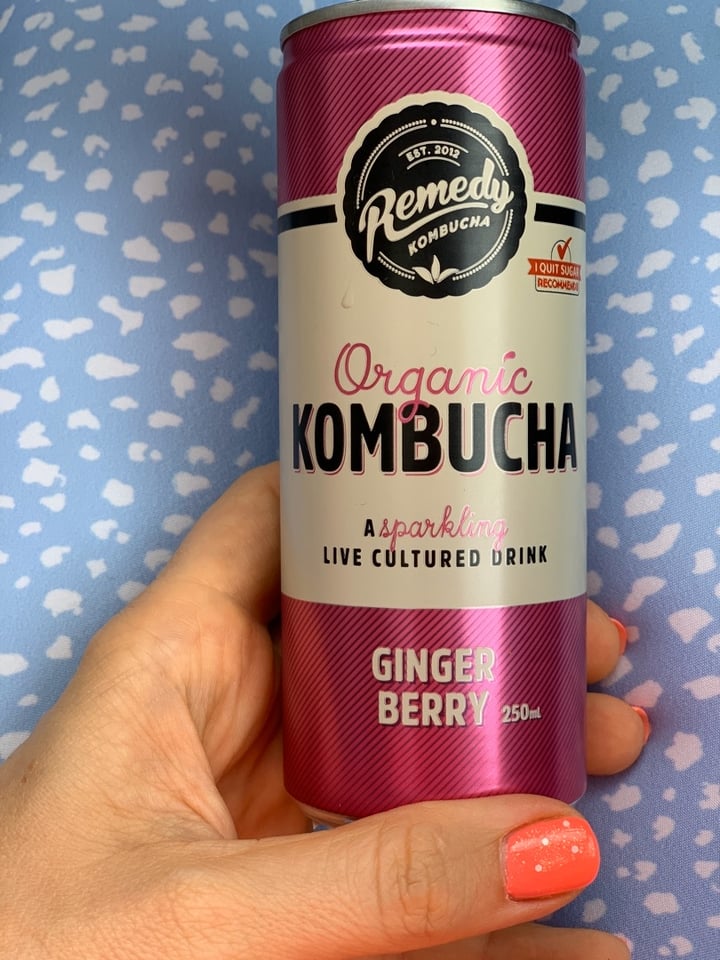 EST. 2012
Remedy
KOMBUCHA
I QUIT SUGAR
RECOMMENDS
Organic
KOMBUCHA
A sparkling
LIVE CULTURED DRINK
GINGER
BERRY 250mL